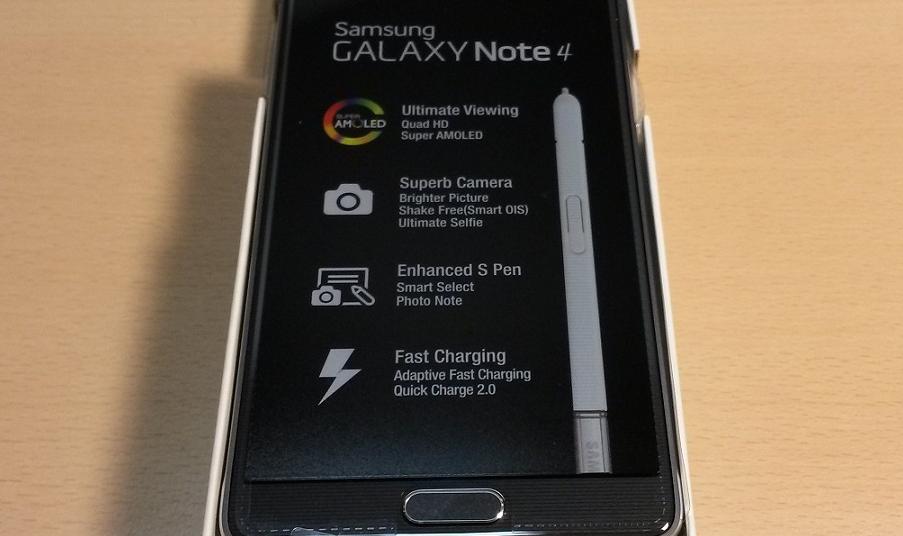 Samsung
GALAXY Note 4
SUPER
AMOLED
Ultimate Viewing
Quad HD
Super AMOLED
Superb Camera
Brighter Picture
Shake Free(Smart OIS)
Ultimate Selfie
Enhanced S Pen
Smart Select
Photo Note
Fast Charging
Adaptive Fast Charging
Quick Charge 2.0
SAM